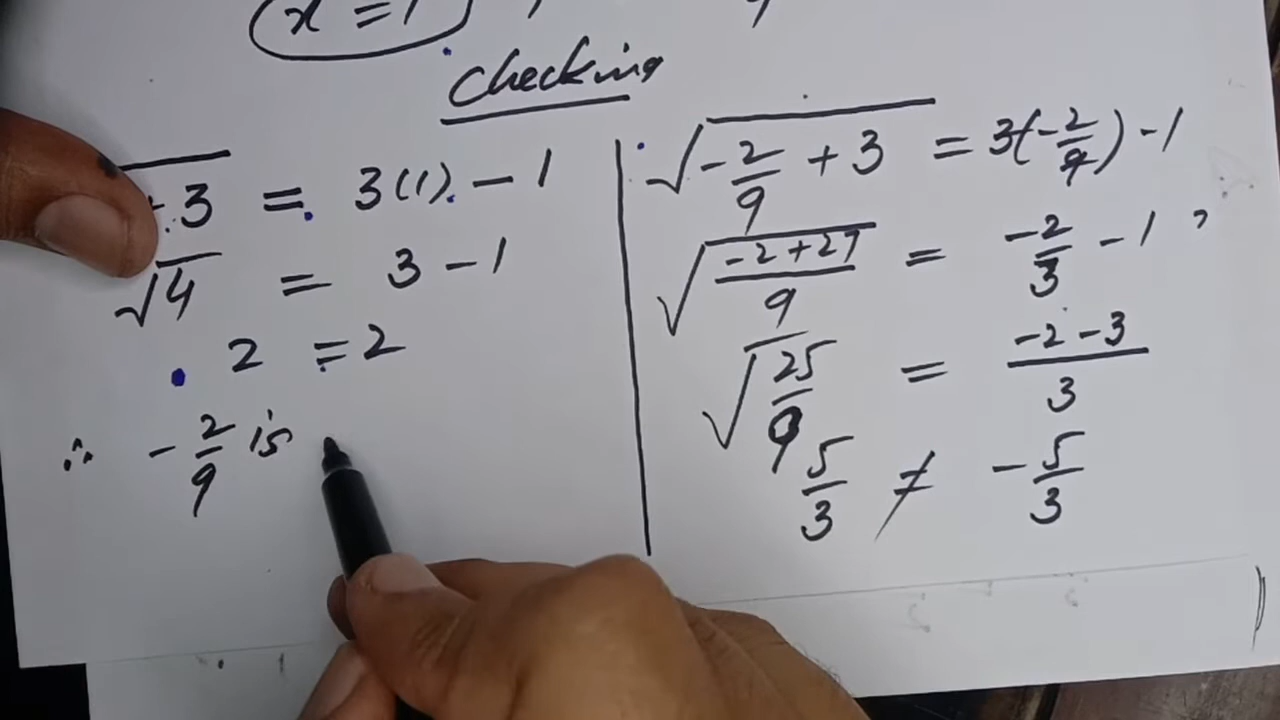 x = 1
Checking
3 = 3(1) - 1
√4 = 3 - 1
2 = 2
∴ -2/9 is
√(-2/9 + 3) = 3(-2/9) - 1
√((-2+27)/9) = -2/3 - 1
√(25/9) = (-2-3)/3
5/3 ≠ -5/3